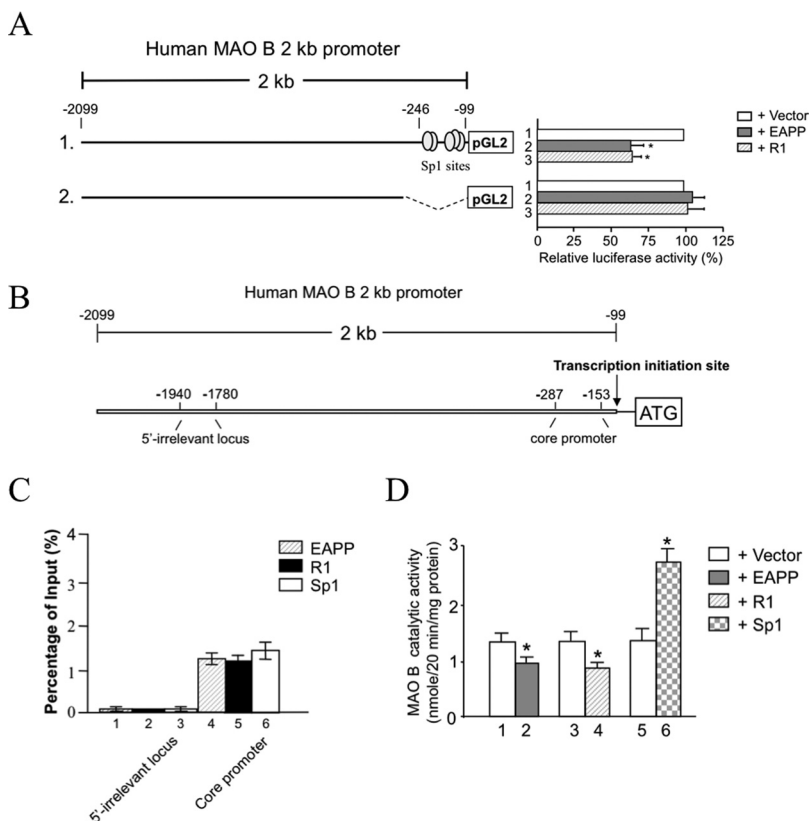 A
Human MAO B 2 kb promoter
2 kb
-2099
-246
-99
1.
Sp1 sites
pGL2
2.
pGL2
1
2
*
3
*
1
2
3
0 25 50 75 100 125
Relative luciferase activity (%)
+ Vector
+ EAPP
+ R1
B
Human MAO B 2 kb promoter
-2099
-99
2 kb
Transcription initiation site
-1940 -1780
-287 -153
ATG
5'-irrelevant locus
core promoter
C
Percentage of Input (%)
4
3
2
1
0
EAPP
R1
Sp1
1 2 3 4 5 6
5'-irrelevant locus
Core promoter
D
MAO B catalytic activity
(nmole/20 min/mg protein)
3
2
1
0
*
*
*
+ Vector
+ EAPP
+ R1
+ Sp1
1 2 3 4 5 6